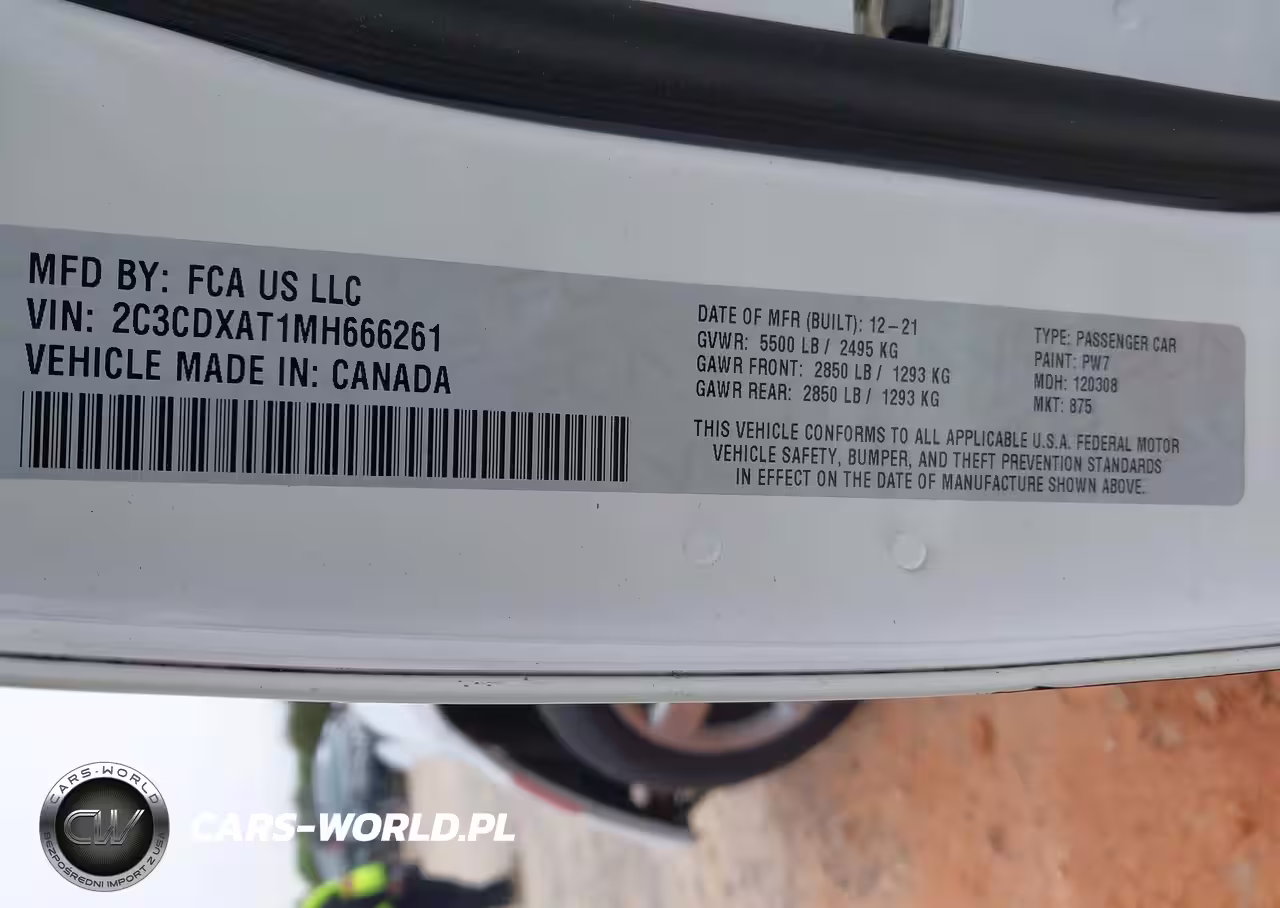 MFD BY: FCA US LLC
VIN: 2C3CDXAT1MH666261
VEHICLE MADE IN: CANADA
DATE OF MFR (BUILT): 12-21
GVWR: 5500 LB / 2495 KG
GAWR FRONT: 2850 LB / 1293 KG
GAWR REAR: 2850 LB / 1293 KG
TYPE: PASSENGER CAR
PAINT: PW7
MDH: 120308
MKT: 875
THIS VEHICLE CONFORMS TO ALL APPLICABLE U.S.A. FEDERAL MOTOR
VEHICLE SAFETY, BUMPER, AND THEFT PREVENTION STANDARDS
IN EFFECT ON THE DATE OF MANUFACTURE SHOWN ABOVE.
CARS-WORLD
CW
BEZPOŚREDNI IMPORT Z USA
CARS-WORLD.PL